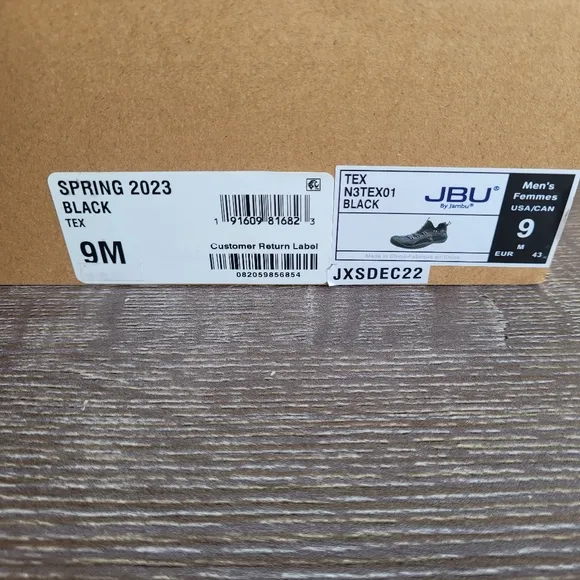 SPRING 2023
BLACK
TEX
9M
1 91609 81682 3
Customer Return Label
082059856854
TEX
N3TEX01
BLACK
JBU®
By Jambu®
Men's
Femmes
USA/CAN
9
M
EUR 43
JXSDEC22